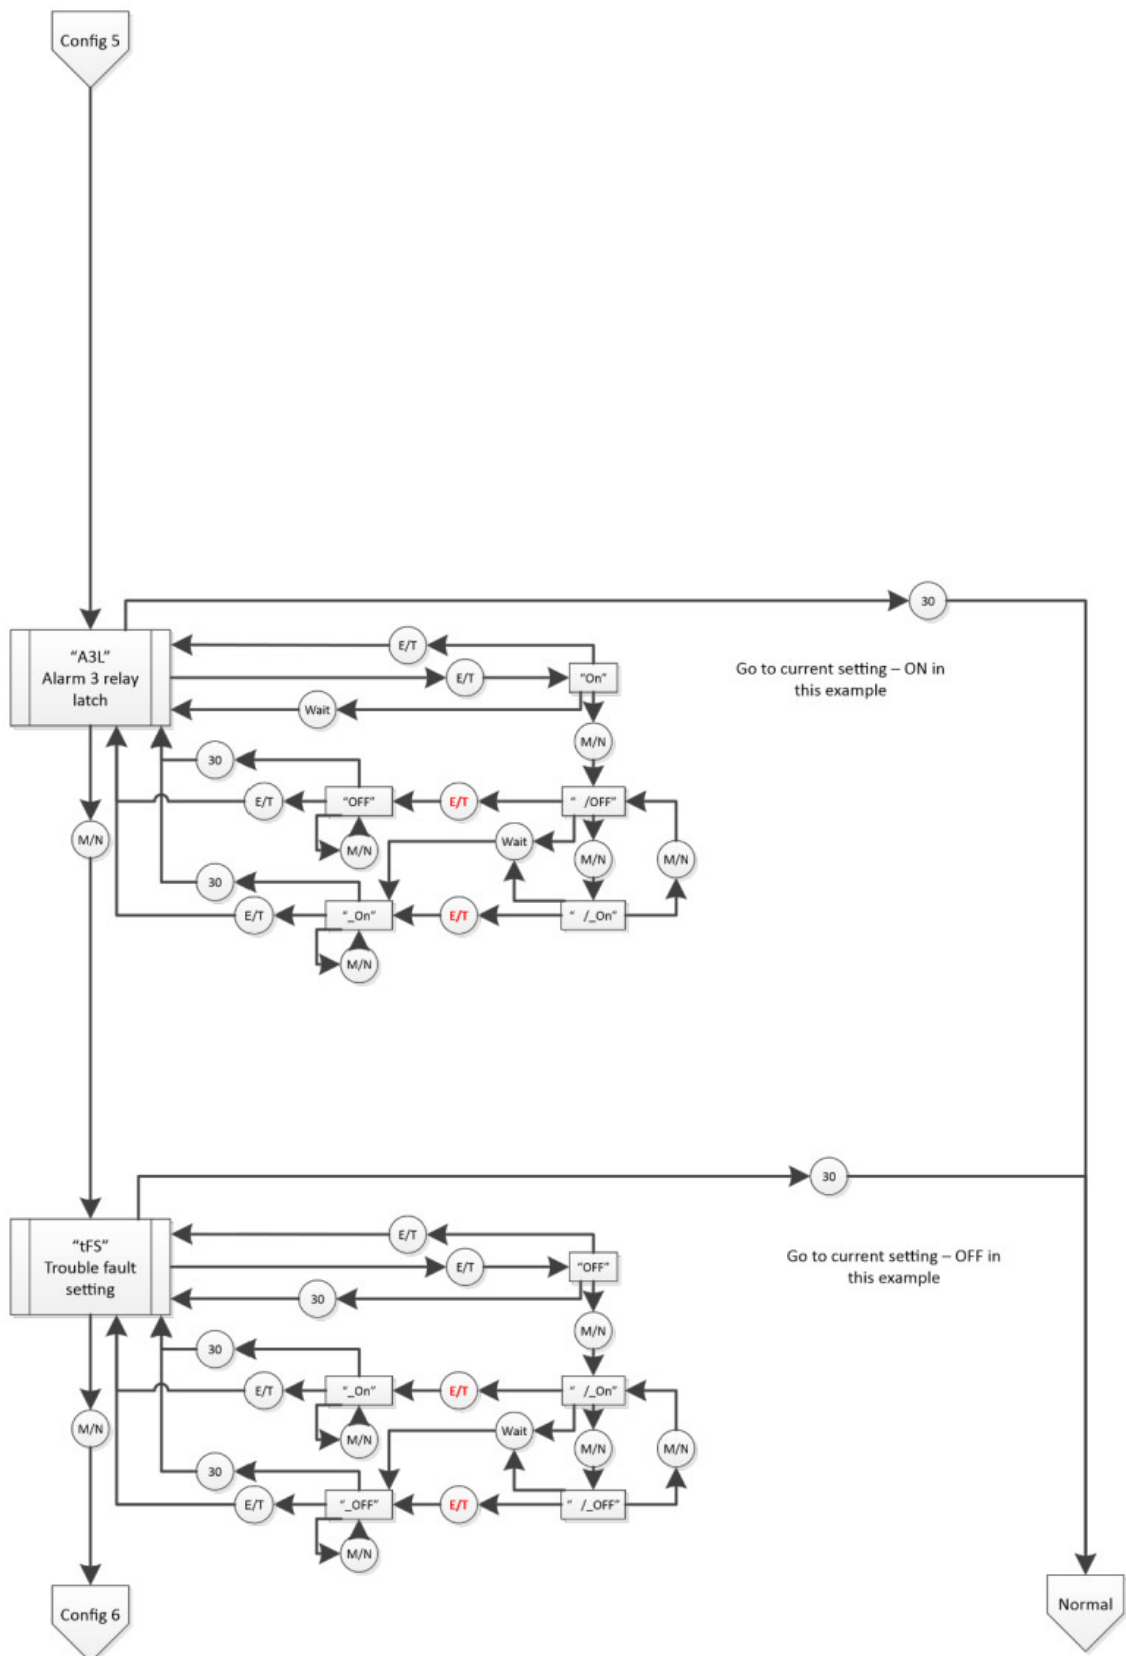 Config 5
30
“A3L”
Alarm 3 relay
latch
E/T
Go to current setting – ON in
this example
E/T
“On”
Wait
M/N
30
E/T
“OFF”
E/T
“ /OFF”
M/N
Wait
M/N
M/N
M/N
30
E/T
“_On”
E/T
“ /_On”
M/N
30
“tFS”
Trouble fault
setting
E/T
Go to current setting – OFF in
this example
E/T
“OFF”
30
M/N
30
E/T
“_On”
E/T
“ /_On”
M/N
Wait
M/N
M/N
M/N
30
E/T
“_OFF”
E/T
“ /_OFF”
M/N
Config 6
Normal